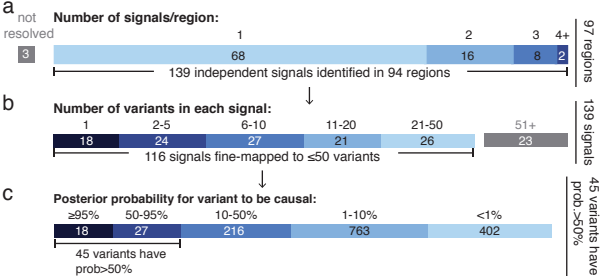 a
not
resolved
3
Number of signals/region:
1 2 3 4+
68 16 8 2
139 independent signals identified in 94 regions
97 regions
b
Number of variants in each signal:
1 2-5 6-10 11-20 21-50 51+
18 24 27 21 26 23
116 signals fine-mapped to ≤50 variants
139 signals
c
Posterior probability for variant to be causal:
≥95% 50-95% 10-50% 1-10% <1%
18 27 216 763 402
45 variants have
prob>50%
45 variants have
prob.>50%